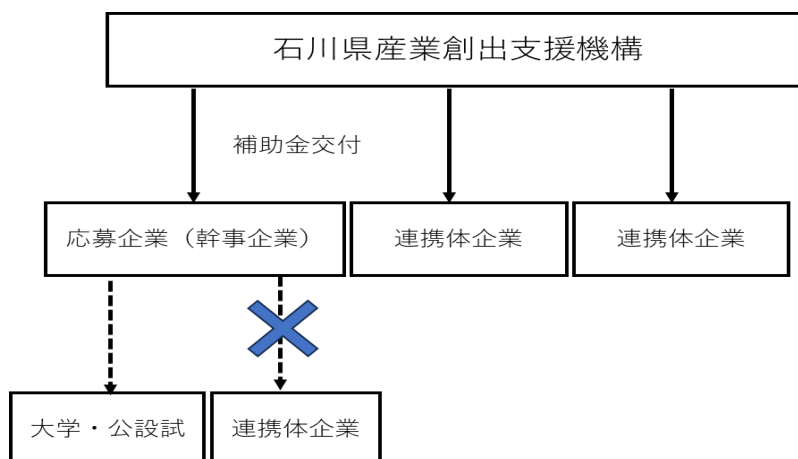 石川県産業創出支援機構
補助金交付
応募企業（幹事企業）
連携体企業
連携体企業
大学・公設試
連携体企業